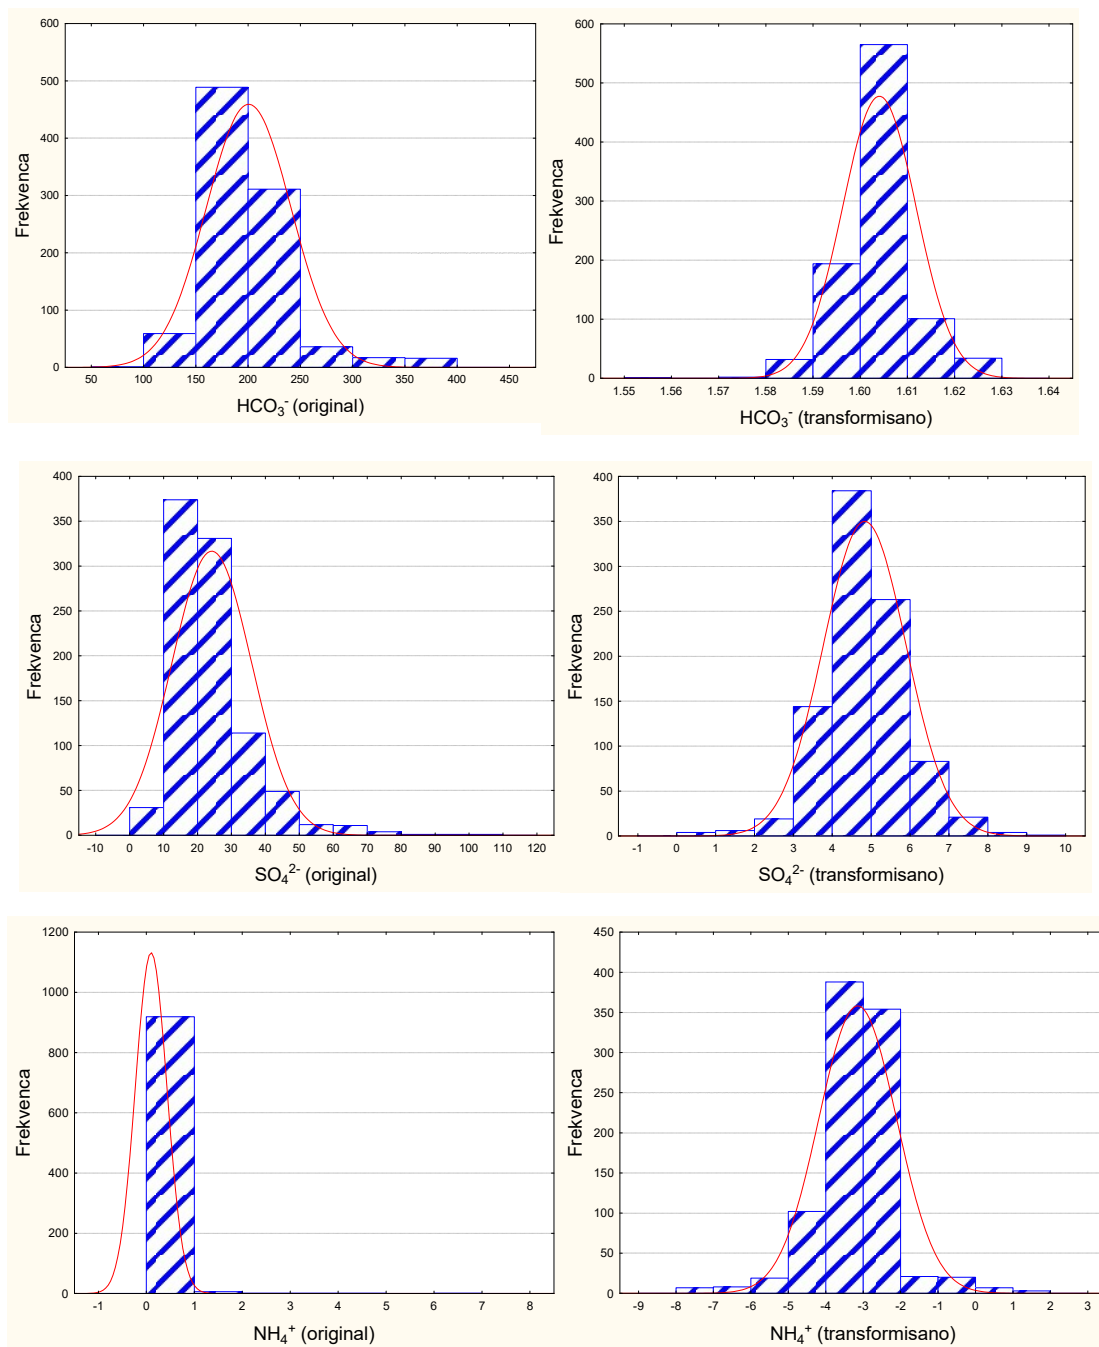 600
500
400
300
200
100
0
Frekvenca
50 100 150 200 250 300 350 400 450
HCO₃⁻ (original)
600
500
400
300
200
100
0
Frekvenca
1.55 1.56 1.57 1.58 1.59 1.60 1.61 1.62 1.63 1.64
HCO₃⁻ (transformisano)
400
350
300
250
200
150
100
50
0
Frekvenca
-10 0 10 20 30 40 50 60 70 80 90 100 110 120
SO₄²⁻ (original)
400
350
300
250
200
150
100
50
0
Frekvenca
-1 0 1 2 3 4 5 6 7 8 9 10
SO₄²⁻ (transformisano)
1200
1000
800
600
400
200
0
Frekvenca
-1 0 1 2 3 4 5 6 7 8
NH₄⁺ (original)
450
400
350
300
250
200
150
100
50
0
Frekvenca
-9 -8 -7 -6 -5 -4 -3 -2 -1 0 1 2 3
NH₄⁺ (transformisano)